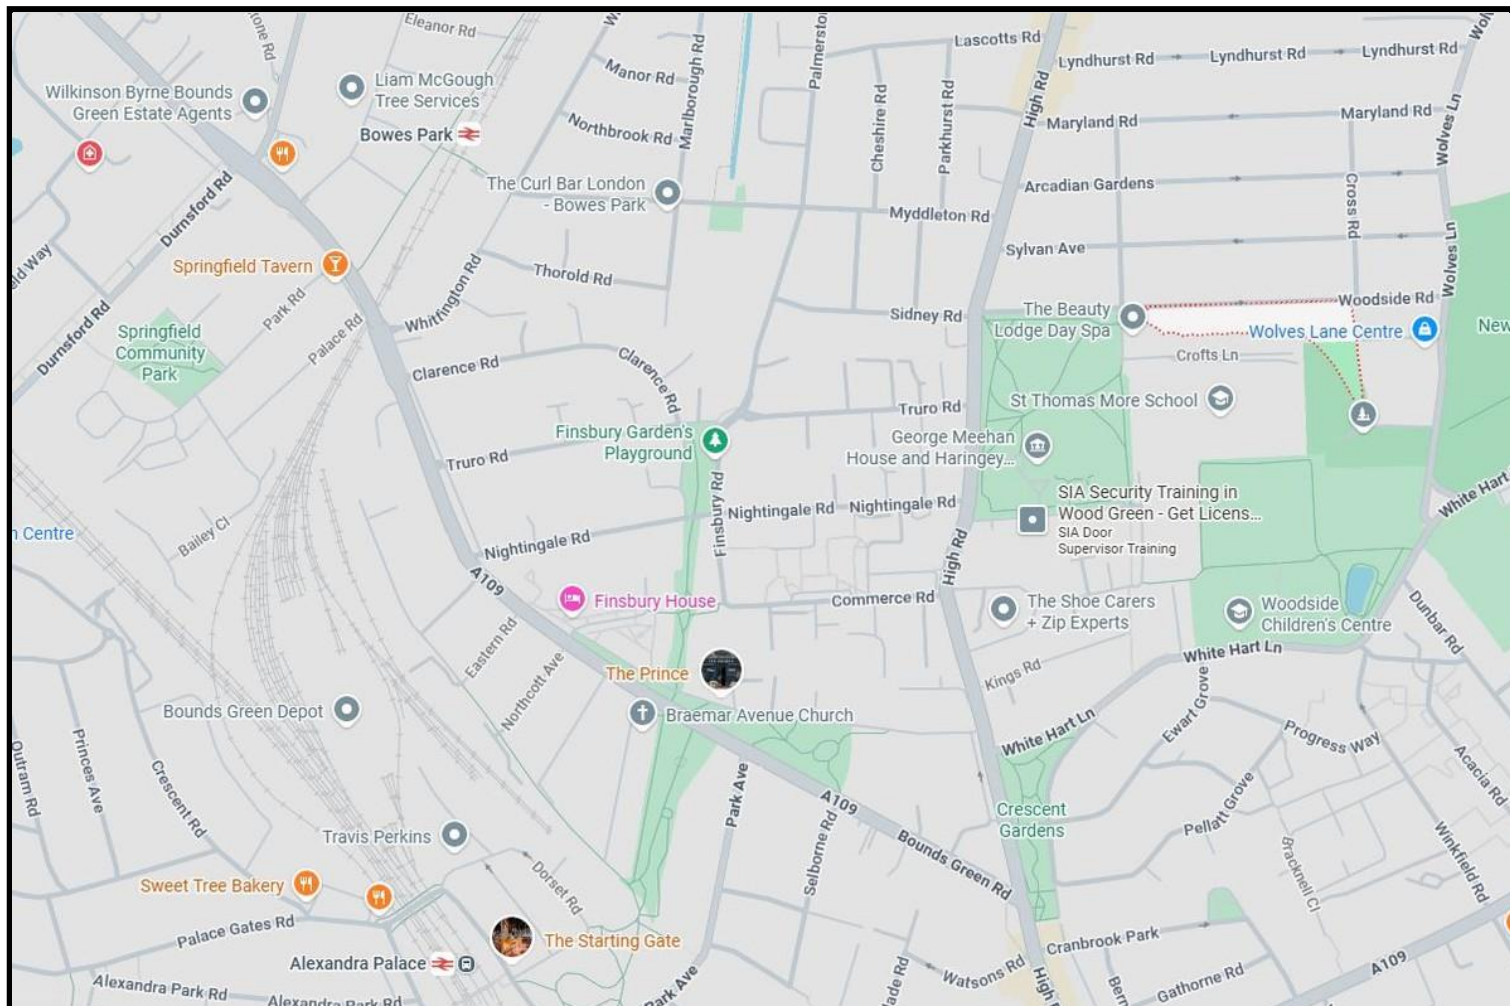 Eleanor Rd
Lascotts Rd
Lyndhurst Rd
Lyndhurst Rd
Lyndhurst Rd
Manor Rd
Marlborough Rd
Cheshire Rd
Parkhurst Rd
High Rd
Maryland Rd
Maryland Rd
Wolves Ln
Wilkinson Byrne Bounds
Green Estate Agents
Liam McGough
Tree Services
Bowes Park
Northbrook Rd
The Curl Bar London
- Bowes Park
Myddleton Rd
Arcadian Gardens
Cross Rd
Sylvan Ave
Wolves Ln
Durnsford Rd
Springfield Tavern
Thorold Rd
Whittington Rd
Park Rd
Palace Rd
Durnsford Rd
Springfield
Community
Park
Sidney Rd
The Beauty
Lodge Day Spa
Woodside Rd
Wolves Lane Centre
New
Crofts Ln
Clarence Rd
Clarence Rd
St Thomas More School
Truro Rd
Truro Rd
Finsbury Garden's
Playground
George Meehan
House and Haringey...
Finsbury Rd
Nightingale Rd
Nightingale Rd
Nightingale Rd
SIA Security Training in
Wood Green - Get Licens...
SIA Door
Supervisor Training
White Hart
Bailey Cl
n Centre
A109
High Rd
Finsbury House
Commerce Rd
The Shoe Carers
+ Zip Experts
Woodside
Children's Centre
Dunbar Rd
White Hart Ln
Eastern Rd
Northcott Ave
The Prince
Kings Rd
Braemar Avenue Church
Bounds Green Depot
White Hart Ln
Ewart Grove
Progress Way
Outram Rd
Princes Ave
Crescent Rd
Acacia Rd
Park Ave
A109
Crescent
Gardens
Pellatt Grove
Travis Perkins
Selborne Rd
Bounds Green Rd
Bracknell Cl
Winkfield Rd
Sweet Tree Bakery
Dorset Rd
Palace Gates Rd
The Starting Gate
Alexandra Palace
Cranbrook Park
Watsons Rd
Gathorne Rd
A109
Alexandra Park Rd
Alexandra Park Rd
Park Ave